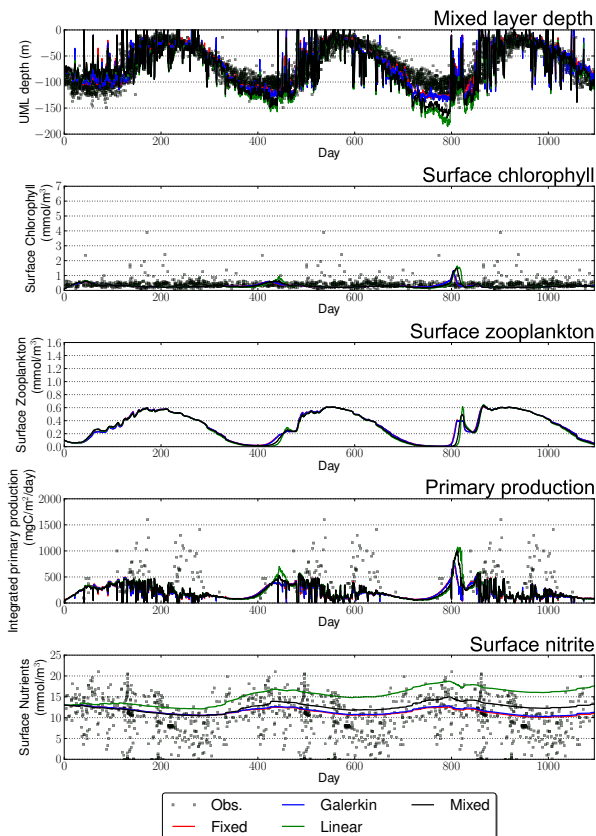 Mixed layer depth
UML depth (m)
0
−50
−100
−150
−200
0 200 400 600 800 1000
Day
Surface chlorophyll
Surface Chlorophyll
(mmol/m³)
7
6
5
4
3
2
1
0
0 200 400 600 800 1000
Day
Surface zooplankton
Surface Zooplankton
(mmol/m³)
1.6
1.4
1.2
1.0
0.8
0.6
0.4
0.2
0.0
0 200 400 600 800 1000
Day
Primary production
Integrated primary production
(mgC/m²/day)
2000
1500
1000
500
0
0 200 400 600 800 1000
Day
Surface nitrite
Surface Nutrients
(mmol/m³)
25
20
15
10
5
0
0 200 400 600 800 1000
Day
Obs. Galerkin Mixed
Fixed Linear